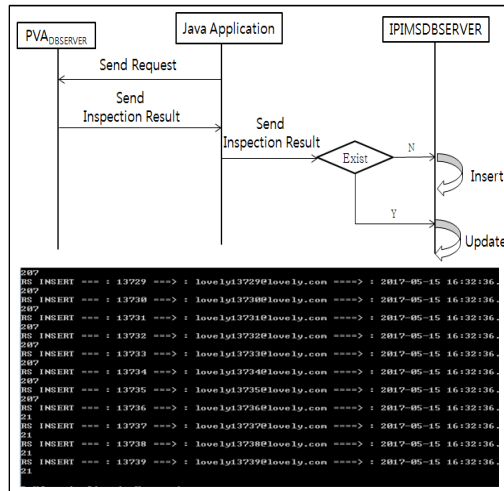 PVADBSERVER
Java Application
IPIMSDBSERVER
Send Request
Send
Inspection Result
Send
Inspection Result
Exist
N
Insert
Y
Update
207
RS INSERT === : 13729 ===> : lovely13729@lovely.com ====> : 2017-05-15 16:32:36.
207
RS INSERT === : 13730 ===> : lovely13730@lovely.com ====> : 2017-05-15 16:32:36.
207
RS INSERT === : 13731 ===> : lovely13731@lovely.com ====> : 2017-05-15 16:32:36.
207
RS INSERT === : 13732 ===> : lovely13732@lovely.com ====> : 2017-05-15 16:32:36.
207
RS INSERT === : 13733 ===> : lovely13733@lovely.com ====> : 2017-05-15 16:32:36.
207
RS INSERT === : 13734 ===> : lovely13734@lovely.com ====> : 2017-05-15 16:32:36.
207
RS INSERT === : 13735 ===> : lovely13735@lovely.com ====> : 2017-05-15 16:32:36.
207
RS INSERT === : 13736 ===> : lovely13736@lovely.com ====> : 2017-05-15 16:32:36.
21
RS INSERT === : 13737 ===> : lovely13737@lovely.com ====> : 2017-05-15 16:32:36.
21
RS INSERT === : 13738 ===> : lovely13738@lovely.com ====> : 2017-05-15 16:32:36.
21
RS INSERT === : 13739 ===> : lovely13739@lovely.com ====> : 2017-05-15 16:32:36.
21